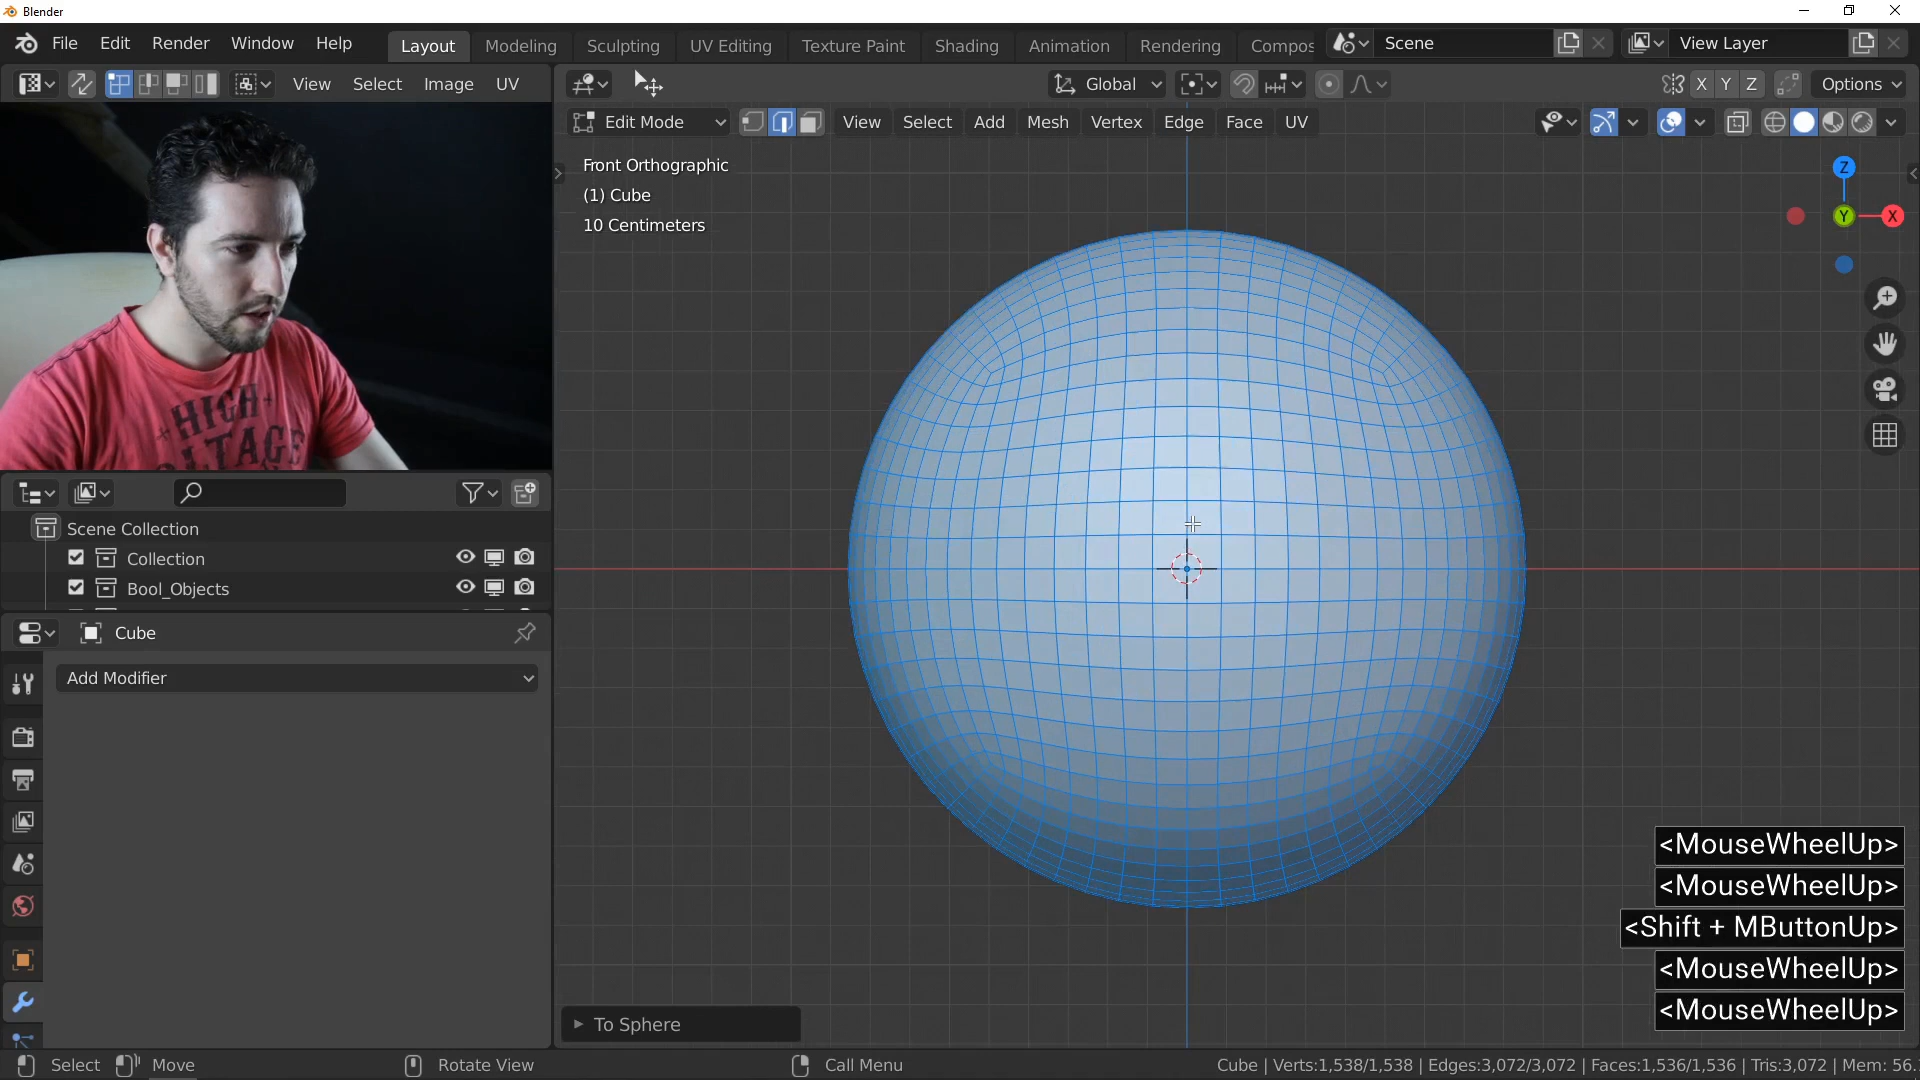 Blender
File Edit Render Window Help
Layout Modeling Sculpting UV Editing Texture Paint Shading Animation Rendering Compos
Scene
View Layer
View Select Image UV
Global
X Y Z
Options
Edit Mode
View Select Add Mesh Vertex Edge Face UV
Front Orthographic
(1) Cube
10 Centimeters
Z
Y
X
HIGH
VOLTAGE
Scene Collection
Collection
Bool_Objects
Cube
Add Modifier
<MouseWheelUp>
<MouseWheelUp>
<Shift + MButtonUp>
<MouseWheelUp>
<MouseWheelUp>
To Sphere
Select Move Rotate View Call Menu
Cube | Verts:1,538/1,538 | Edges:3,072/3,072 | Faces:1,536/1,536 | Tris:3,072 | Mem: 56.